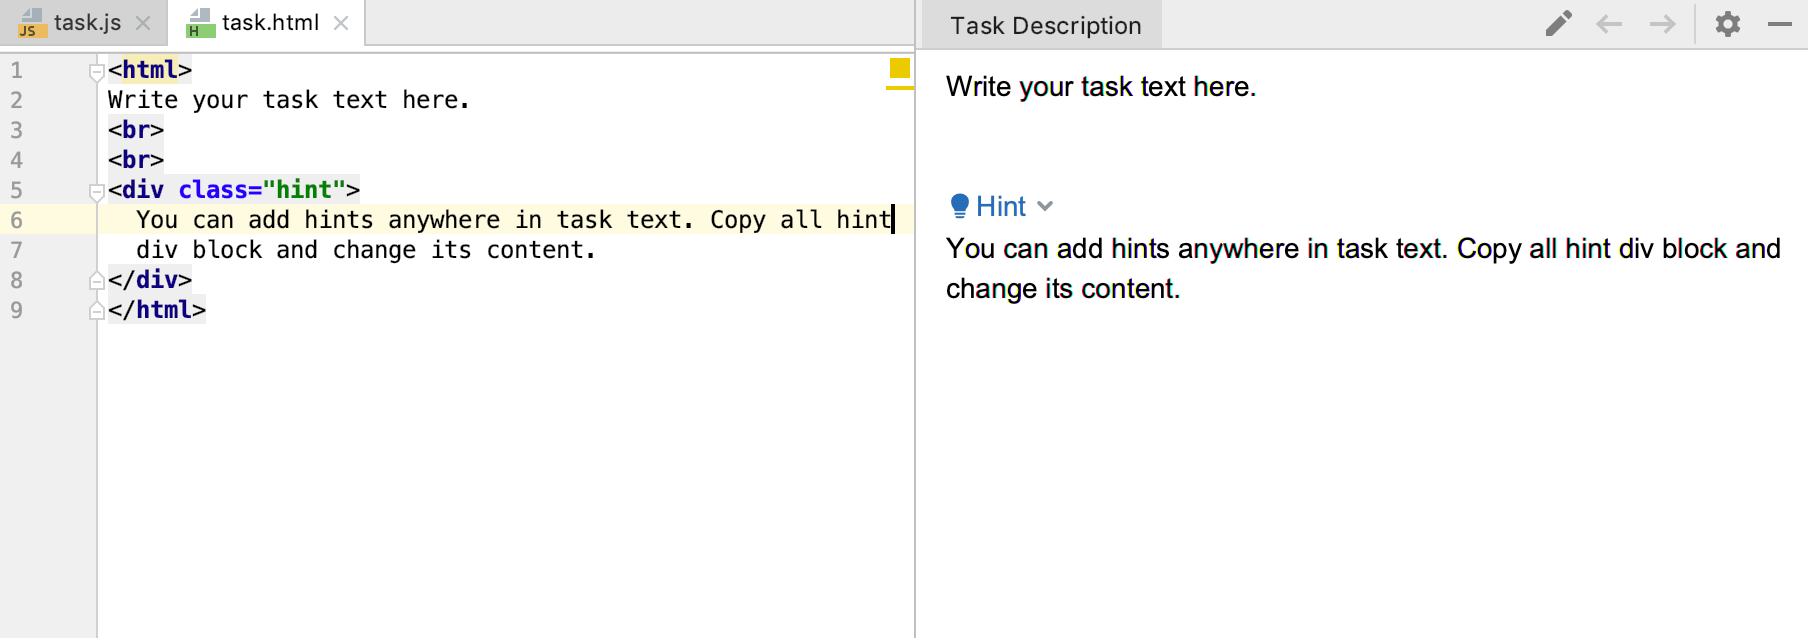 JS task.js
H task.html
Task Description
1 <html>
2 Write your task text here.
3 <br>
4 <br>
5 <div class="hint">
6 You can add hints anywhere in task text. Copy all hint
7 div block and change its content.
8 </div>
9 </html>
Write your task text here.
Hint
You can add hints anywhere in task text. Copy all hint div block and
change its content.